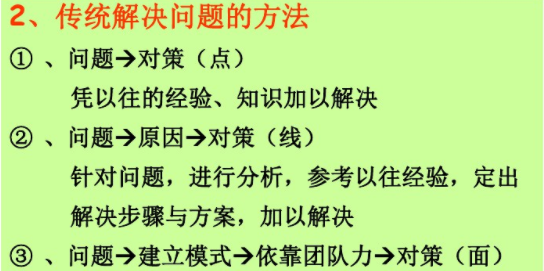 2、传统解决问题的方法
①、问题→对策（点）
凭以往的经验、知识加以解决
②、问题→原因→对策（线）
针对问题，进行分析，参考以往经验，定出
解决步骤与方案，加以解决
③、问题→建立模式→依靠团队力→对策（面）